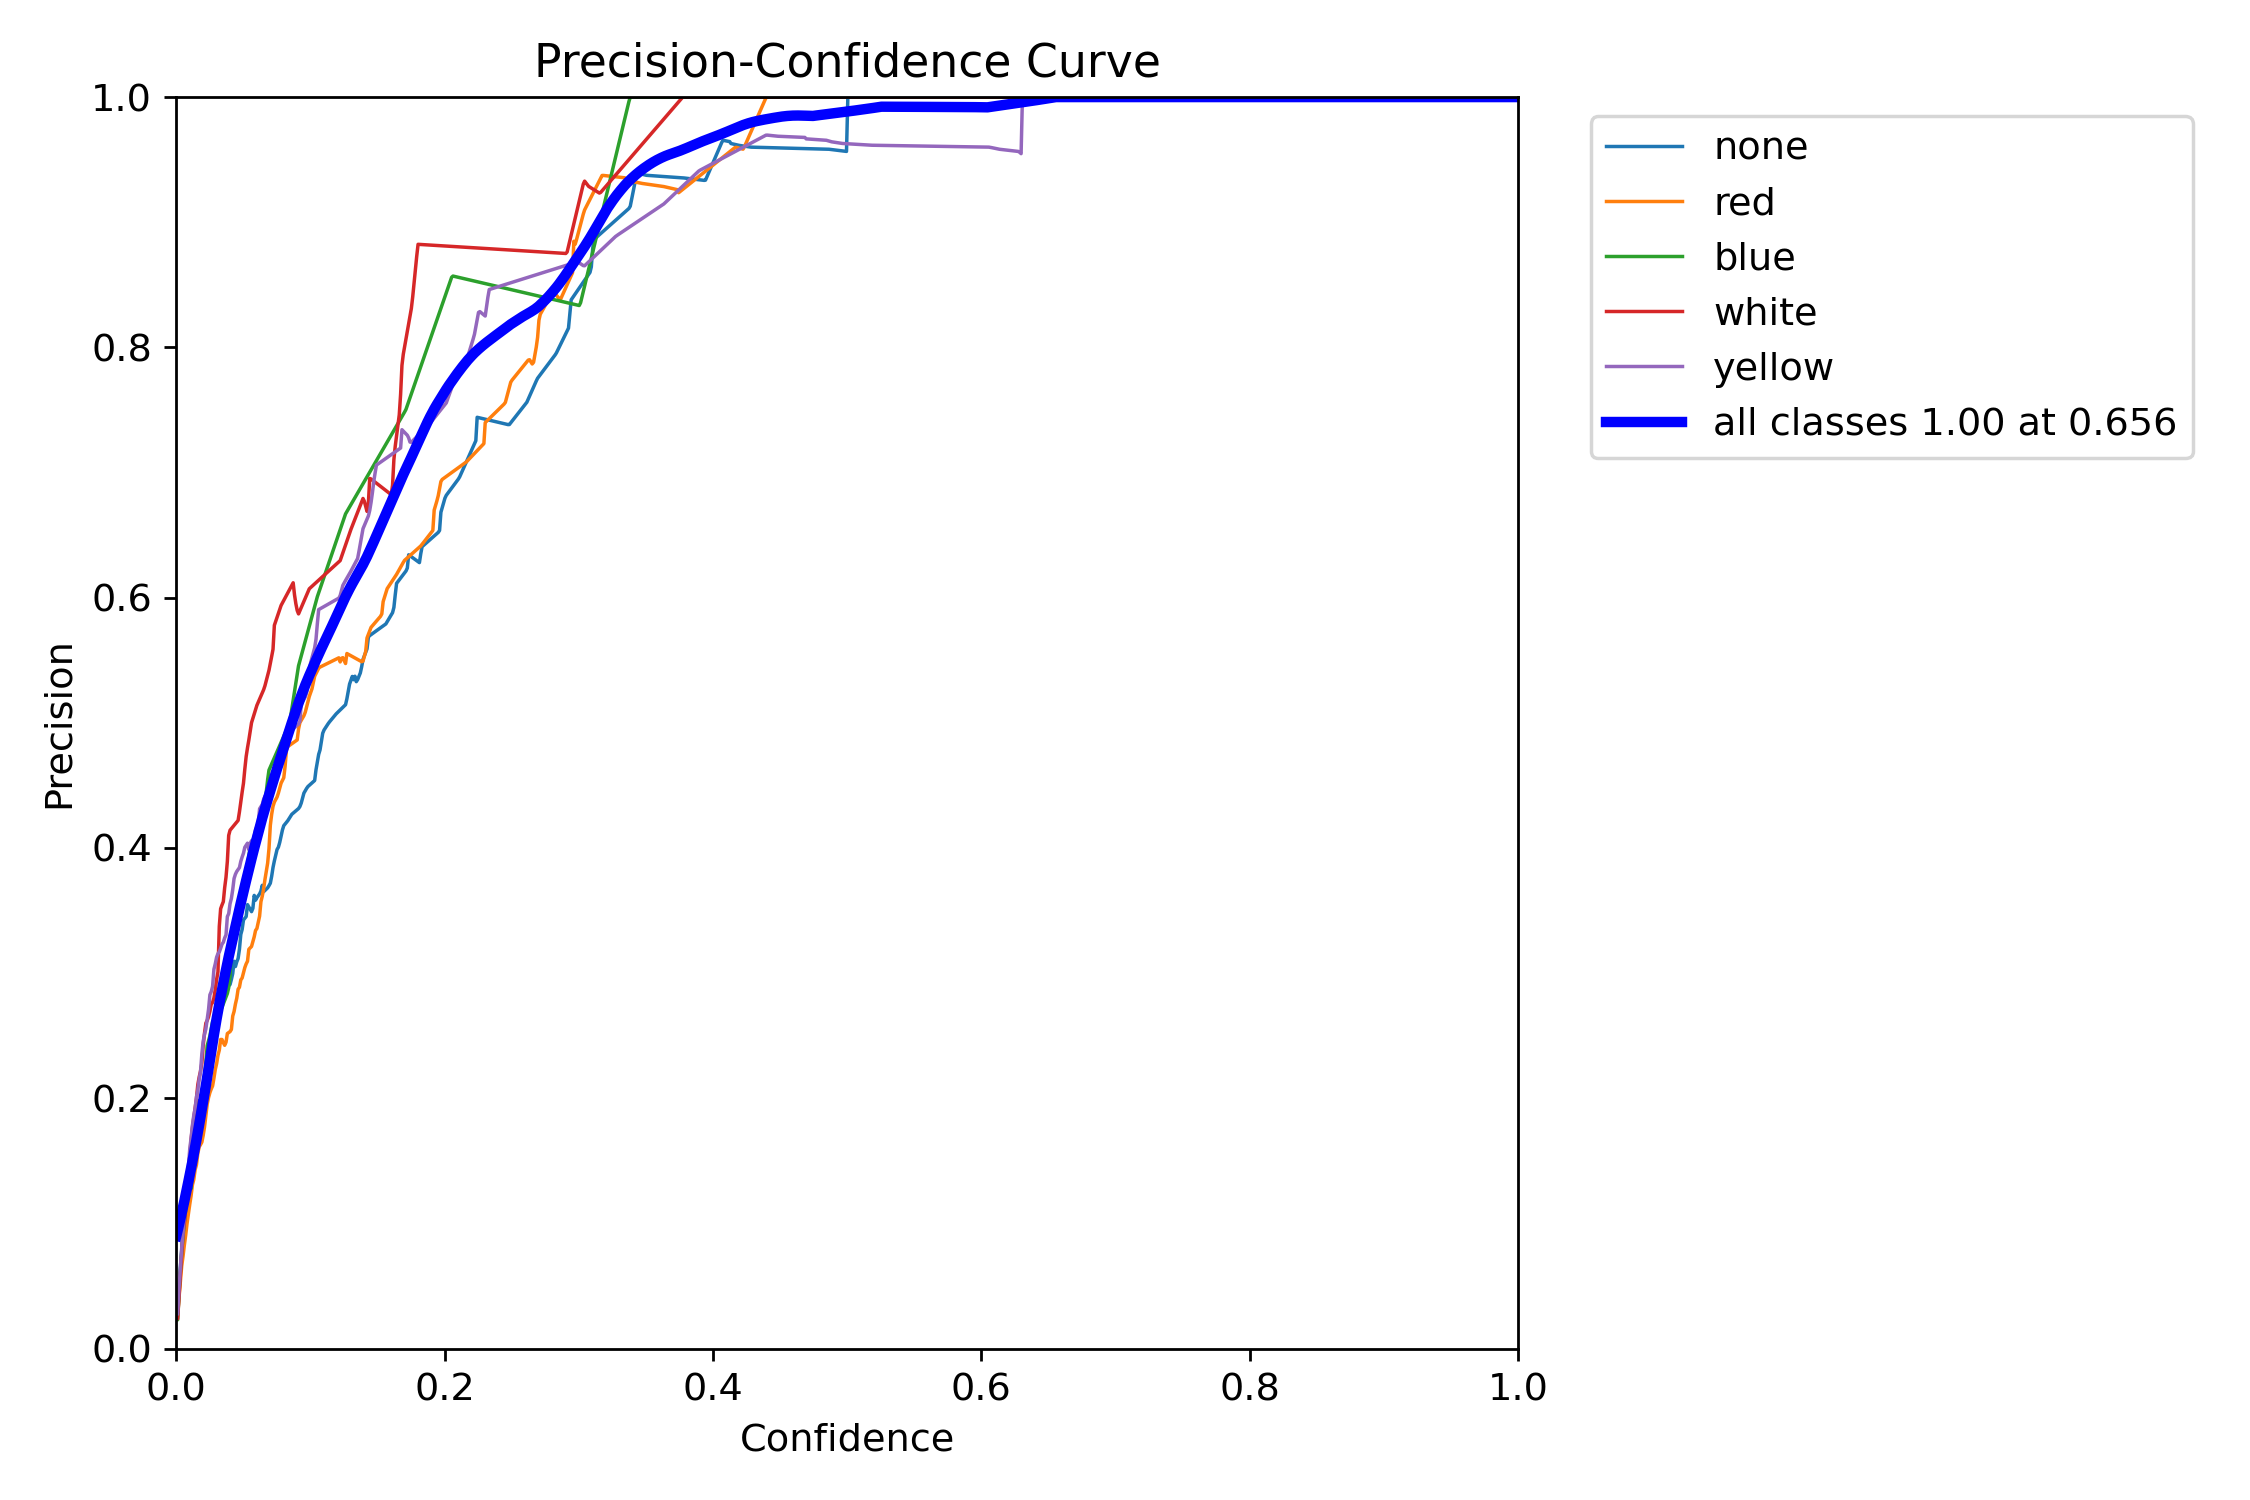 Precision-Confidence Curve
1.0
0.8
0.6
0.4
0.2
0.0
Precision
0.0 0.2 0.4 0.6 0.8 1.0
Confidence
none
red
blue
white
yellow
all classes 1.00 at 0.656